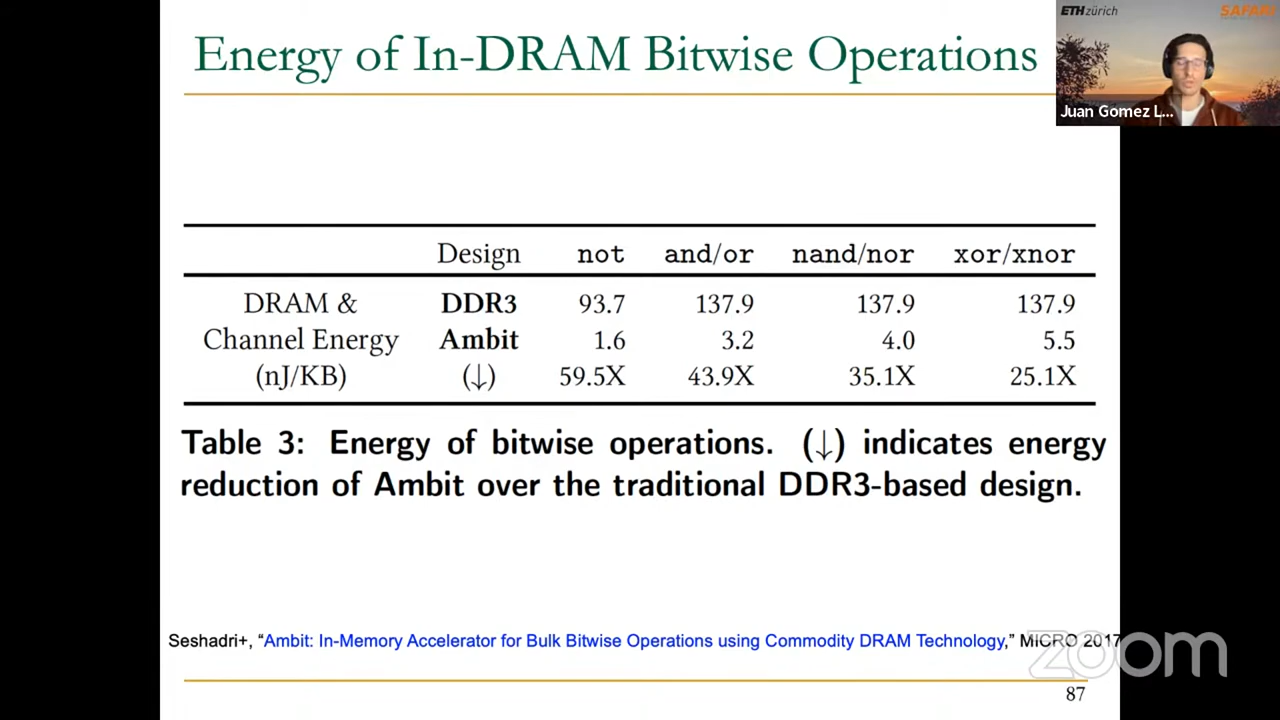 Energy of In-DRAM Bitwise Operations
ETH zürich
SAFARI
Juan Gomez L...
Design not and/or nand/nor xor/xnor
DRAM & DDR3 93.7 137.9 137.9 137.9
Channel Energy Ambit 1.6 3.2 4.0 5.5
(nJ/KB) (↓) 59.5X 43.9X 35.1X 25.1X
Table 3: Energy of bitwise operations. (↓) indicates energy
reduction of Ambit over the traditional DDR3-based design.
Seshadri+, “Ambit: In-Memory Accelerator for Bulk Bitwise Operations using Commodity DRAM Technology,” MICRO 2017
zoom
87